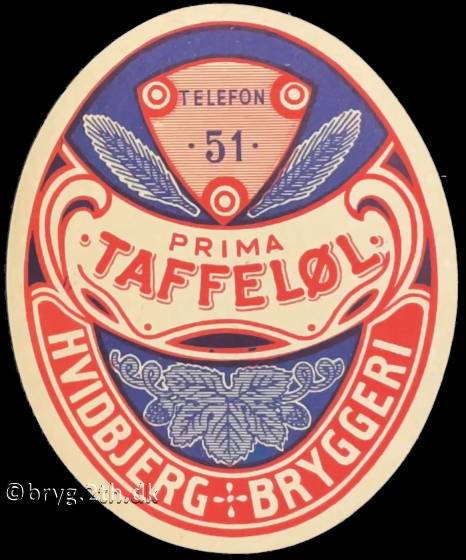 TELEFON
·51·
PRIMA
·TAFFELØL·
HVIDBJERG + BRYGGERI
©bryg.2th.dk